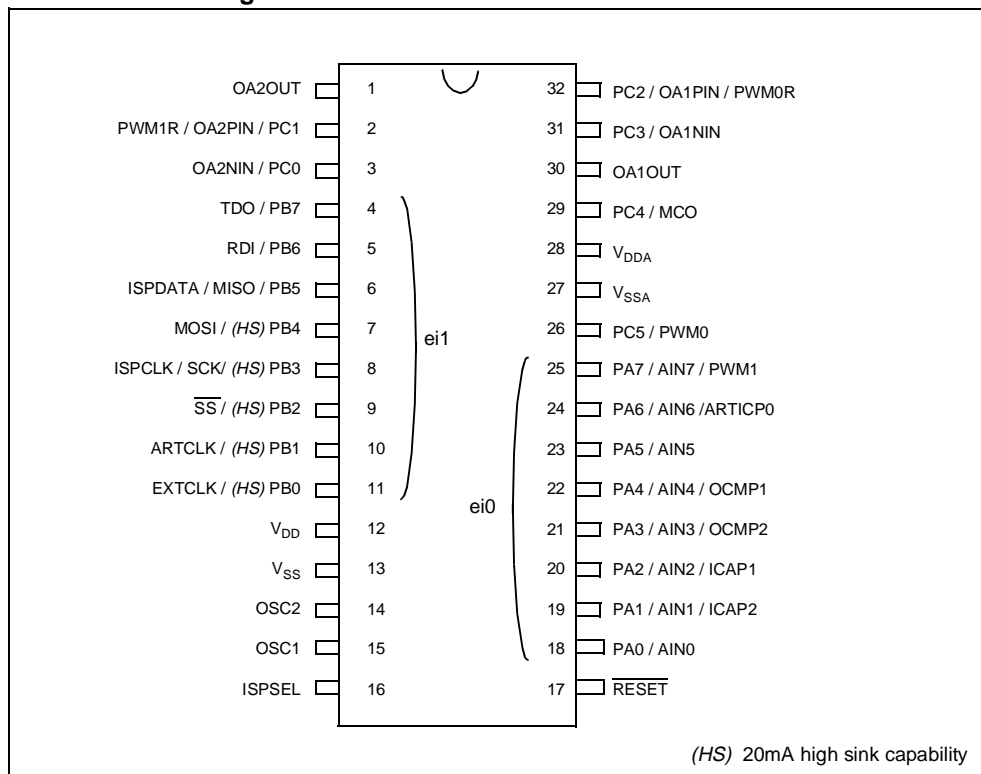 g
OA2OUT 1 32 PC2 / OA1PIN / PWM0R
PWM1R / OA2PIN / PC1 2 31 PC3 / OA1NIN
OA2NIN / PC0 3 30 OA1OUT
TDO / PB7 4 29 PC4 / MCO
RDI / PB6 5 28 VDDA
ISPDATA / MISO / PB5 6 27 VSSA
MOSI / (HS) PB4 7 26 PC5 / PWM0
ei1
ISPCLK / SCK/ (HS) PB3 8 25 PA7 / AIN7 / PWM1
SS / (HS) PB2 9 24 PA6 / AIN6 /ARTICP0
ARTCLK / (HS) PB1 10 23 PA5 / AIN5
EXTCLK / (HS) PB0 11 22 PA4 / AIN4 / OCMP1
ei0
VDD 12 21 PA3 / AIN3 / OCMP2
VSS 13 20 PA2 / AIN2 / ICAP1
OSC2 14 19 PA1 / AIN1 / ICAP2
OSC1 15 18 PA0 / AIN0
ISPSEL 16 17 RESET
(HS) 20mA high sink capability